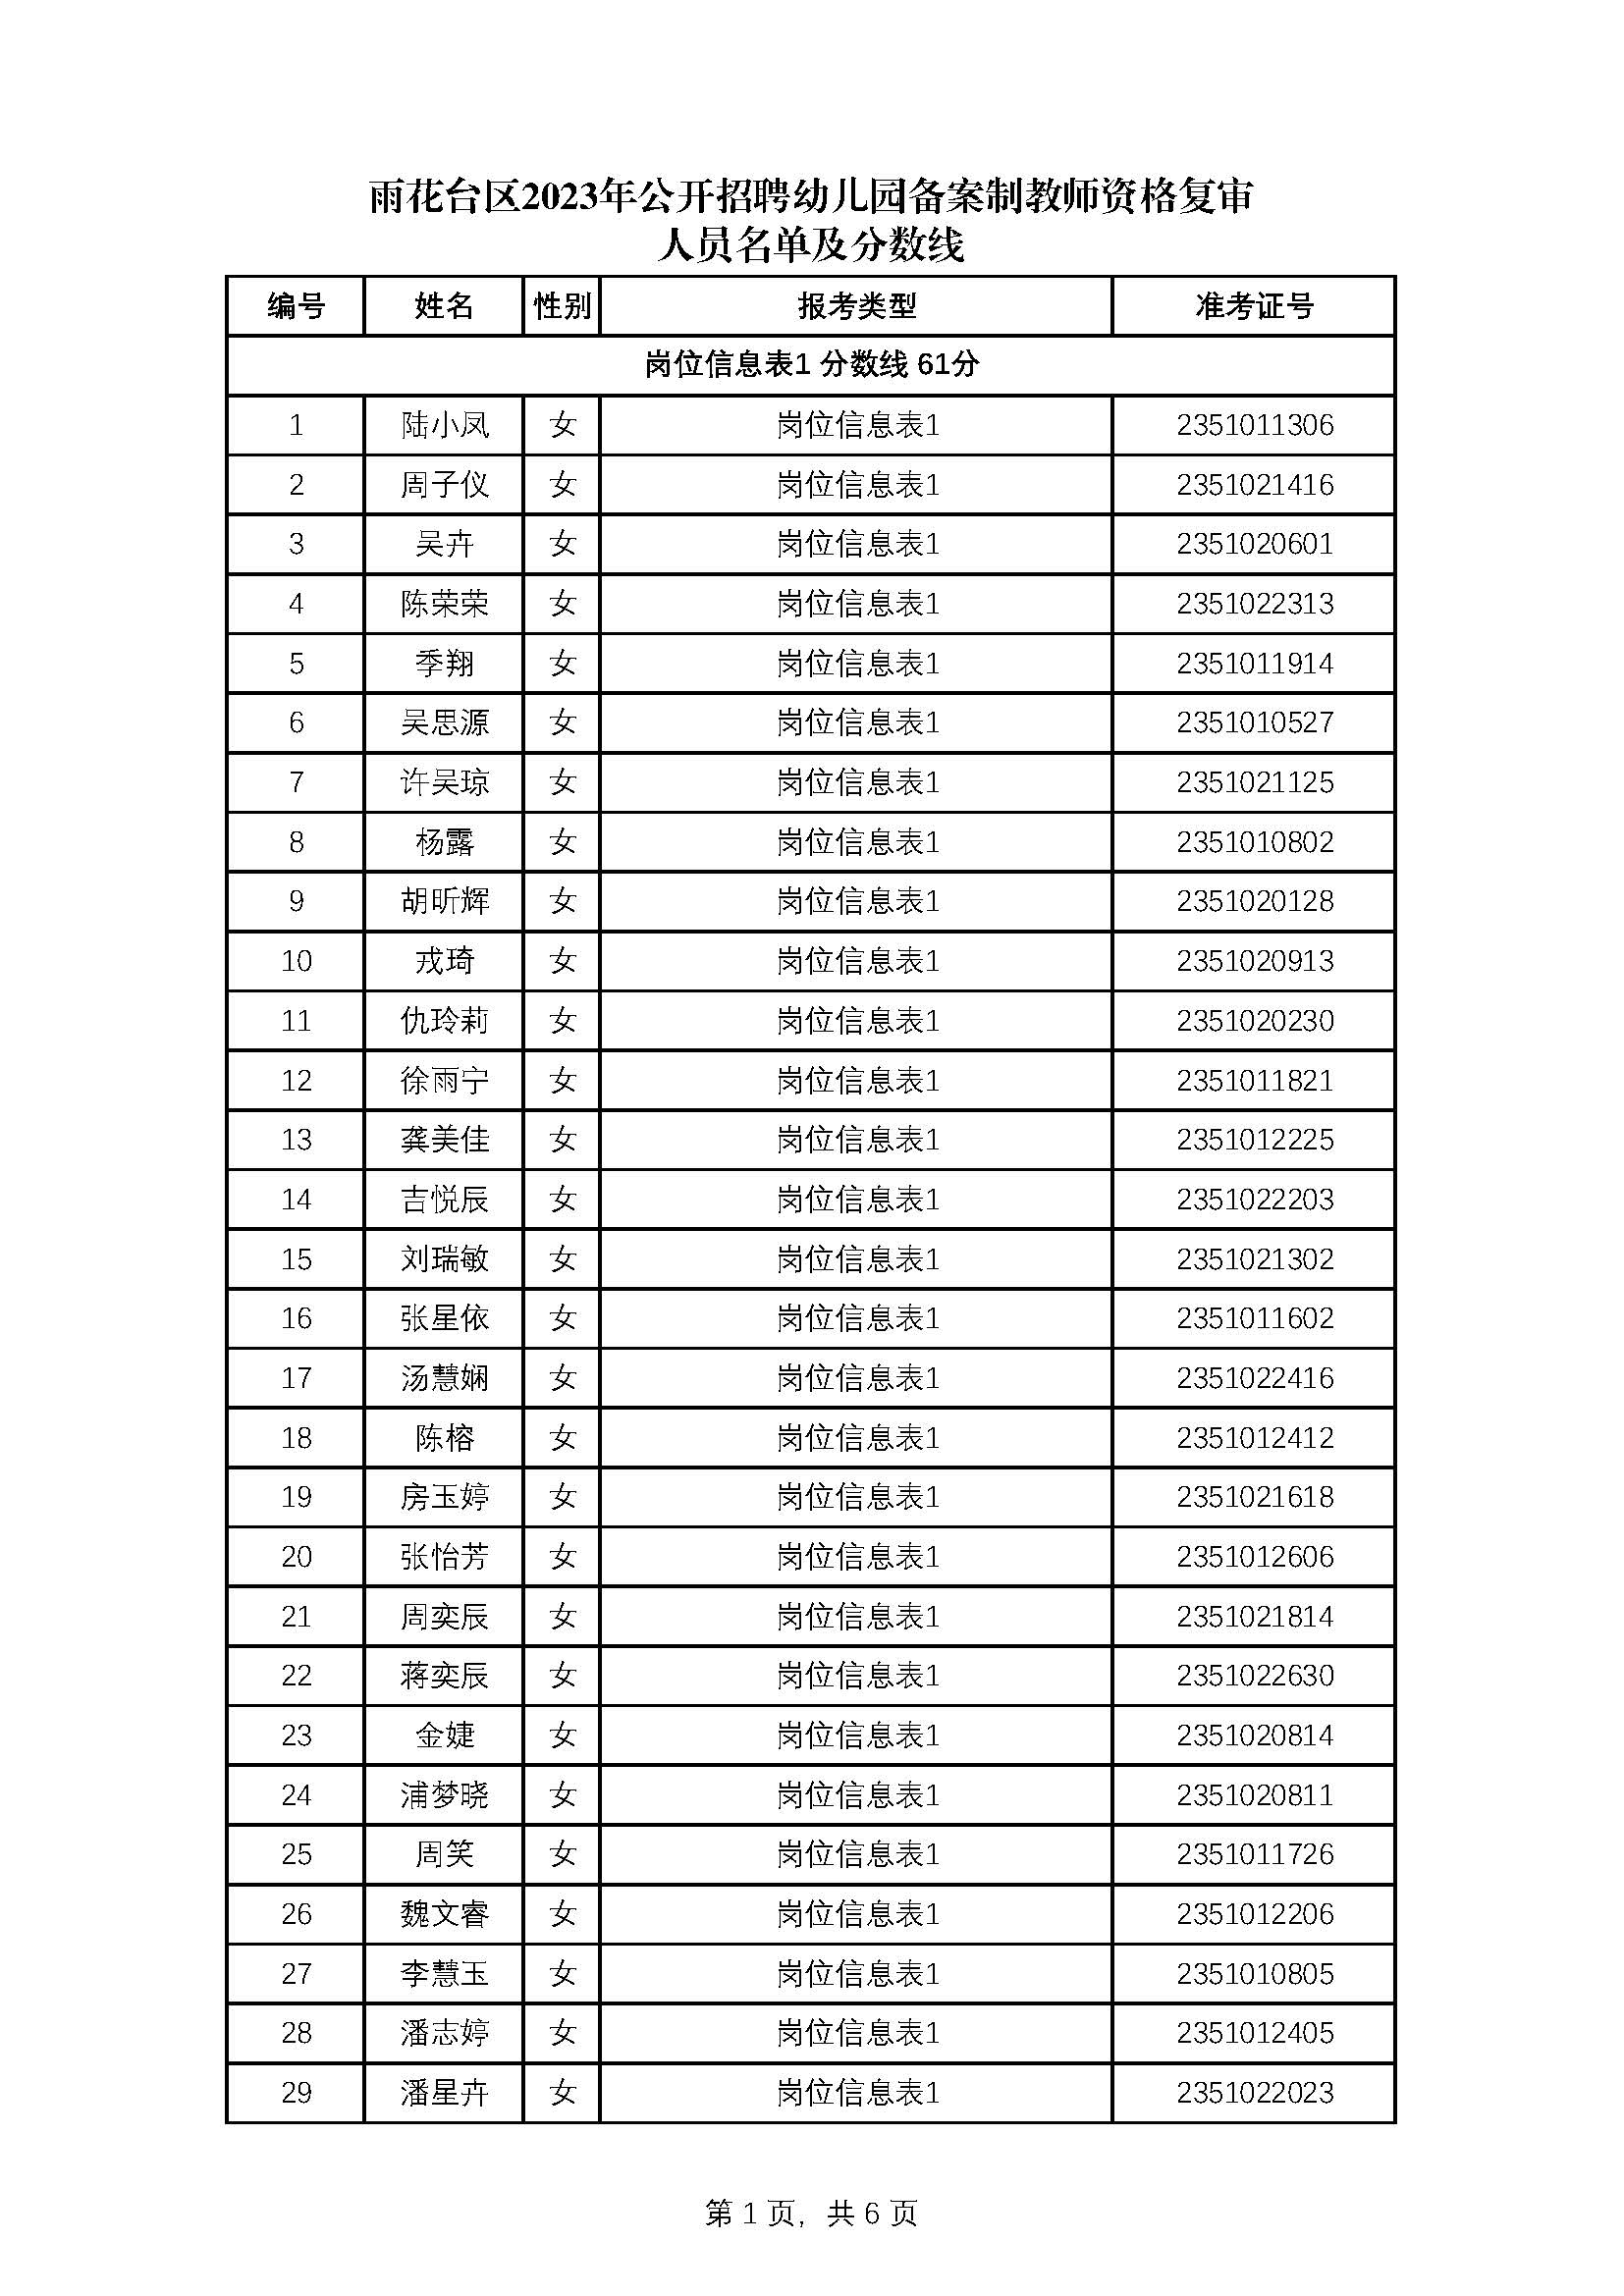 雨花台区2023年公开招聘幼儿园备案制教师资格复审
人员名单及分数线
编号 姓名 性别 报考类型 准考证号
岗位信息表1 分数线 61分
1 陆小凤 女 岗位信息表1 2351011306
2 周子仪 女 岗位信息表1 2351021416
3 吴卉 女 岗位信息表1 2351020601
4 陈荣荣 女 岗位信息表1 2351022313
5 季翔 女 岗位信息表1 2351011914
6 吴思源 女 岗位信息表1 2351010527
7 许吴琼 女 岗位信息表1 2351021125
8 杨露 女 岗位信息表1 2351010802
9 胡昕辉 女 岗位信息表1 2351020128
10 戎琦 女 岗位信息表1 2351020913
11 仇玲莉 女 岗位信息表1 2351020230
12 徐雨宁 女 岗位信息表1 2351011821
13 龚美佳 女 岗位信息表1 2351012225
14 吉悦辰 女 岗位信息表1 2351022203
15 刘瑞敏 女 岗位信息表1 2351021302
16 张星依 女 岗位信息表1 2351011602
17 汤慧娴 女 岗位信息表1 2351022416
18 陈榕 女 岗位信息表1 2351012412
19 房玉婷 女 岗位信息表1 2351021618
20 张怡芳 女 岗位信息表1 2351012606
21 周奕辰 女 岗位信息表1 2351021814
22 蒋奕辰 女 岗位信息表1 2351022630
23 金婕 女 岗位信息表1 2351020814
24 浦梦晓 女 岗位信息表1 2351020811
25 周笑 女 岗位信息表1 2351011726
26 魏文睿 女 岗位信息表1 2351012206
27 李慧玉 女 岗位信息表1 2351010805
28 潘志婷 女 岗位信息表1 2351012405
29 潘星卉 女 岗位信息表1 2351022023
第 1 页，共 6 页